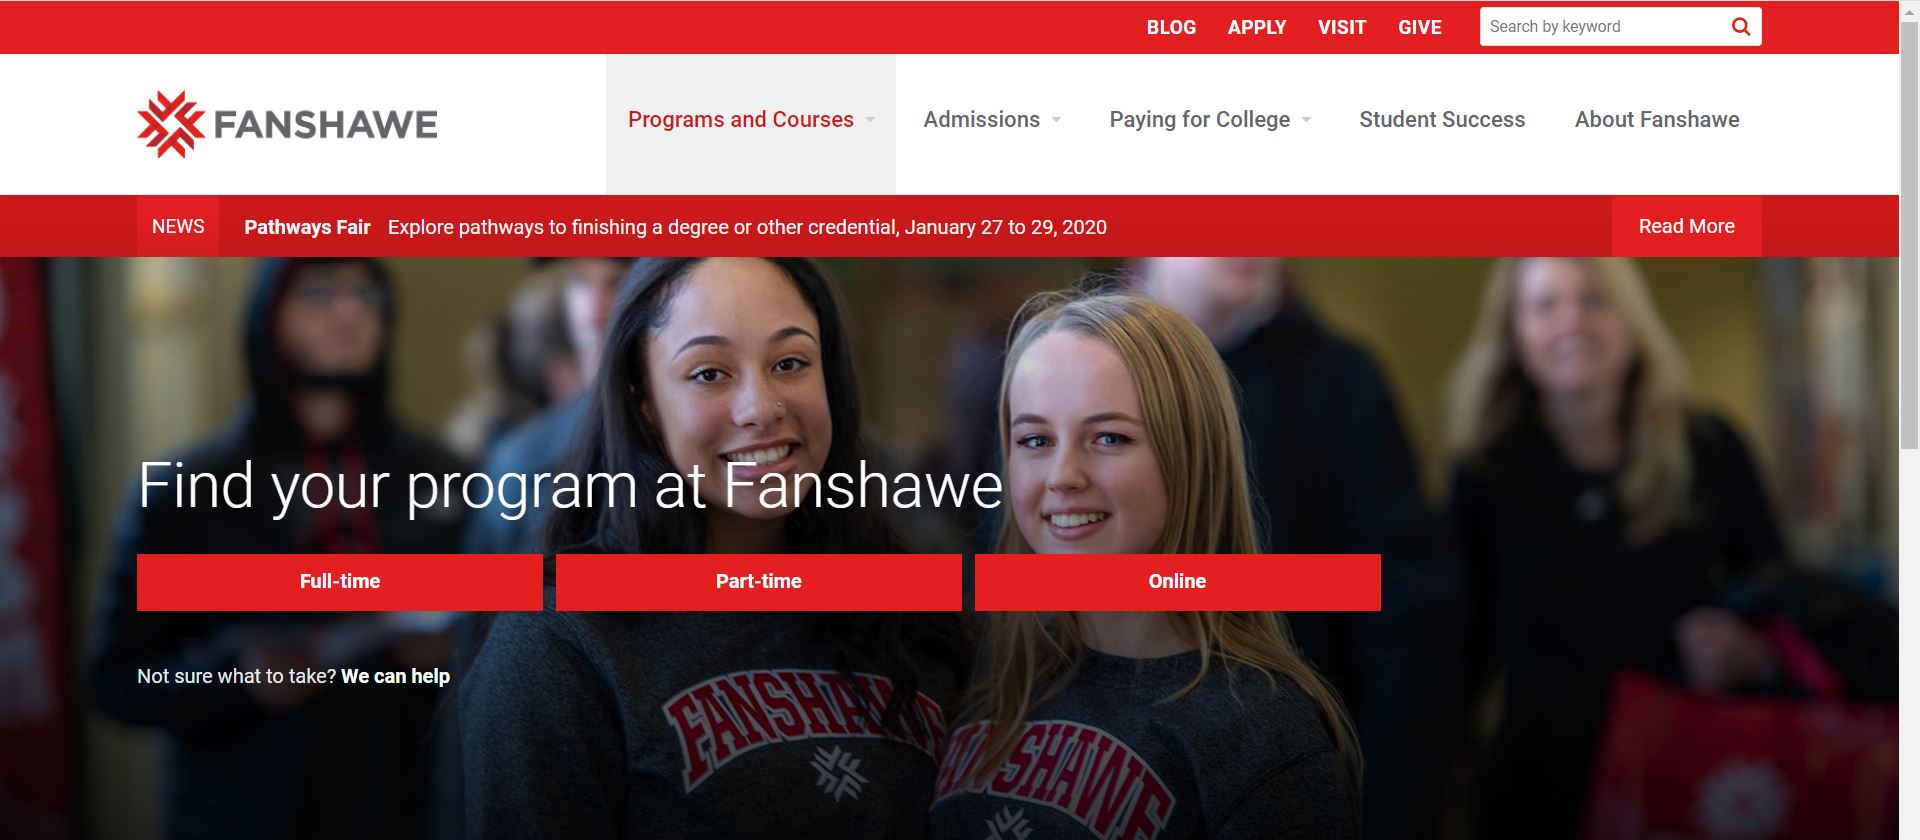 BLOG APPLY VISIT GIVE Search by keyword
FANSHAWE
Programs and Courses Admissions Paying for College Student Success About Fanshawe
NEWS Pathways Fair Explore pathways to finishing a degree or other credential, January 27 to 29, 2020 Read More
Find your program at Fanshawe
Full-time Part-time Online
Not sure what to take? We can help
FANSHAWE
FANSHAWE